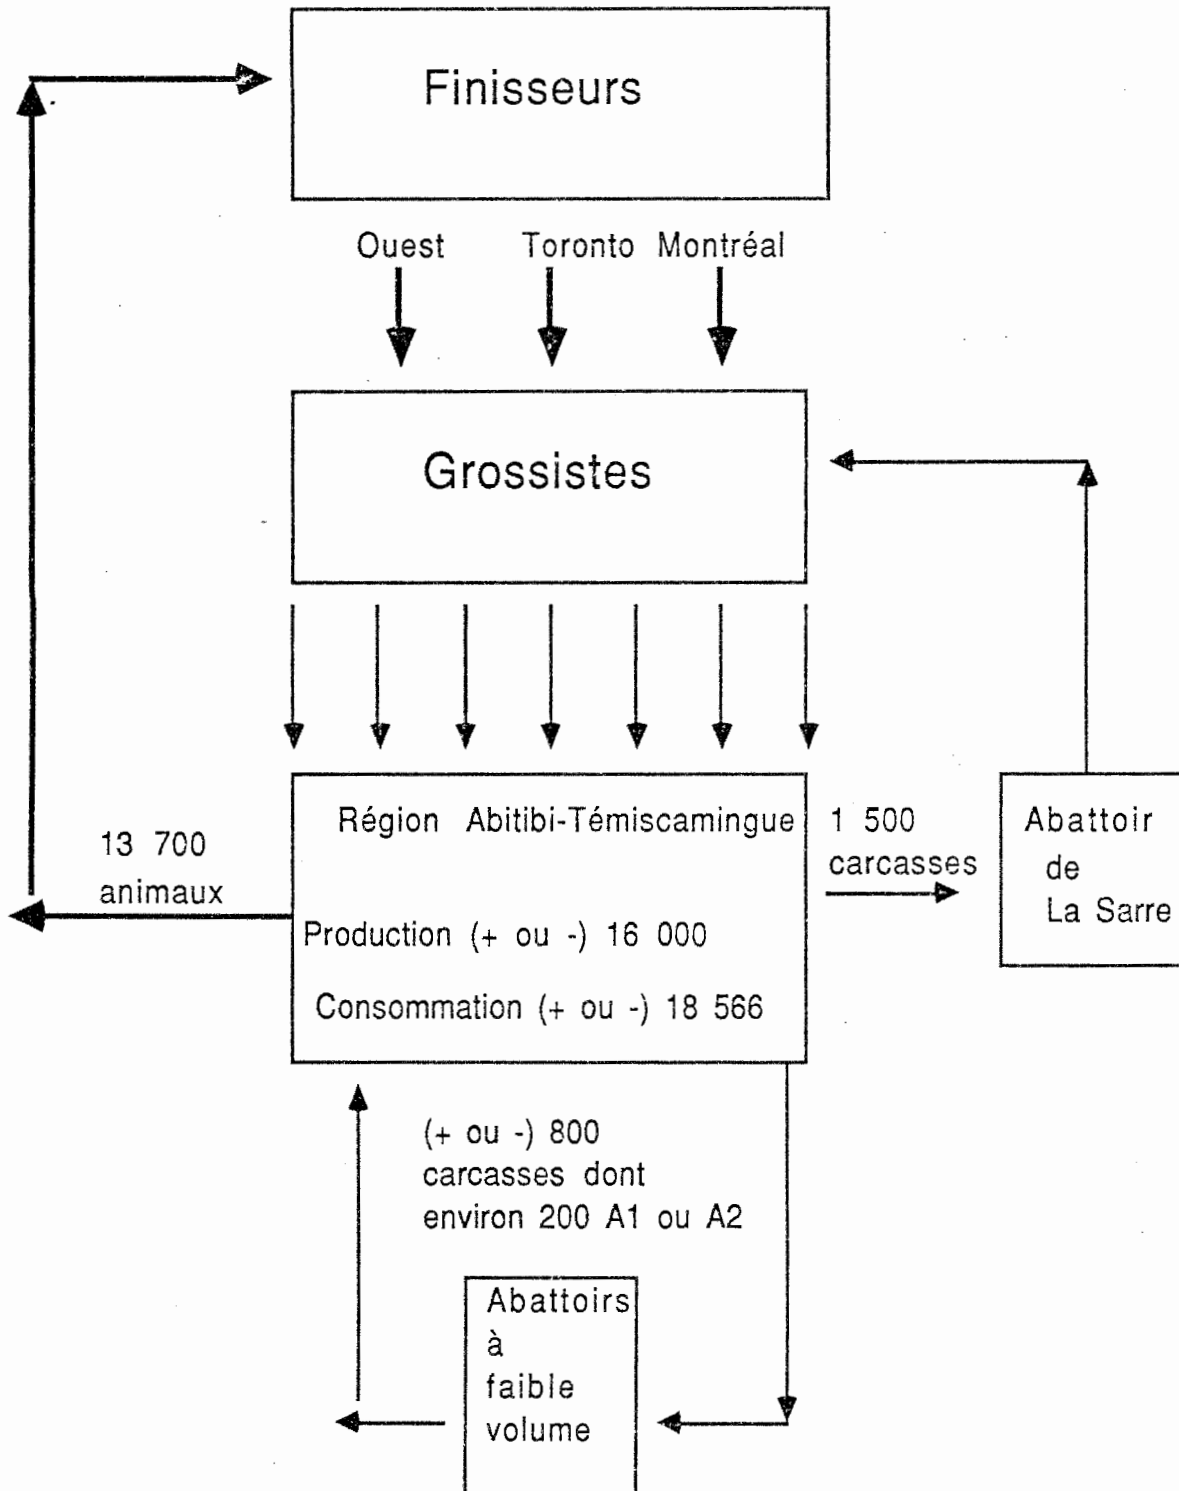 Finisseurs
Ouest Toronto Montréal
Grossistes
Région Abitibi-Témiscamingue
Production (+ ou -) 16 000
Consommation (+ ou -) 18 566
13 700
animaux
1 500
carcasses
Abattoir
de
La Sarre
(+ ou -) 800
carcasses dont
environ 200 A1 ou A2
Abattoirs
à
faible
volume